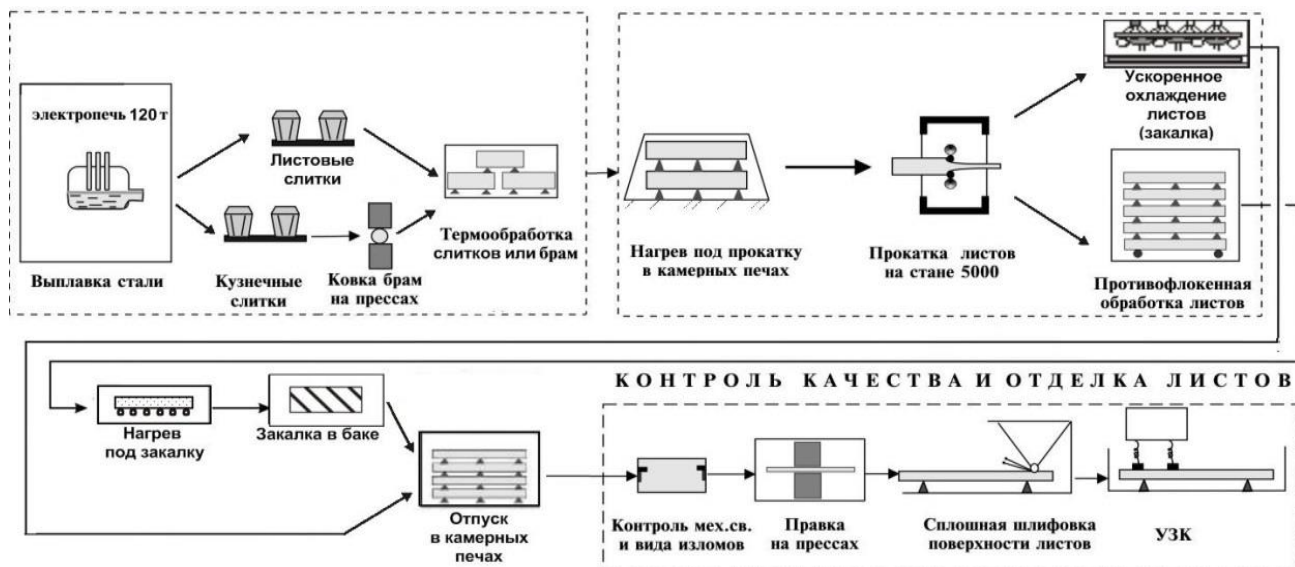 электропечь 120 т
Выплавка стали
Листовые
слитки
Кузнечные
слитки
Ковка брам
на прессах
Термообработка
слитков или брам
Нагрев под прокатку
в камерных печах
Прокатка листов
на стане 5000
Ускоренное
охлаждение
листов
(закалка)
Противофлокенная
обработка листов
Нагрев
под закалку
Закалка в баке
Отпуск
в камерных
печах
КОНТРОЛЬ КАЧЕСТВА И ОТДЕЛКА ЛИСТОВ
Контроль мех.св.
и вида изломов
Правка
на прессах
Сплошная шлифовка
поверхности листов
УЗК